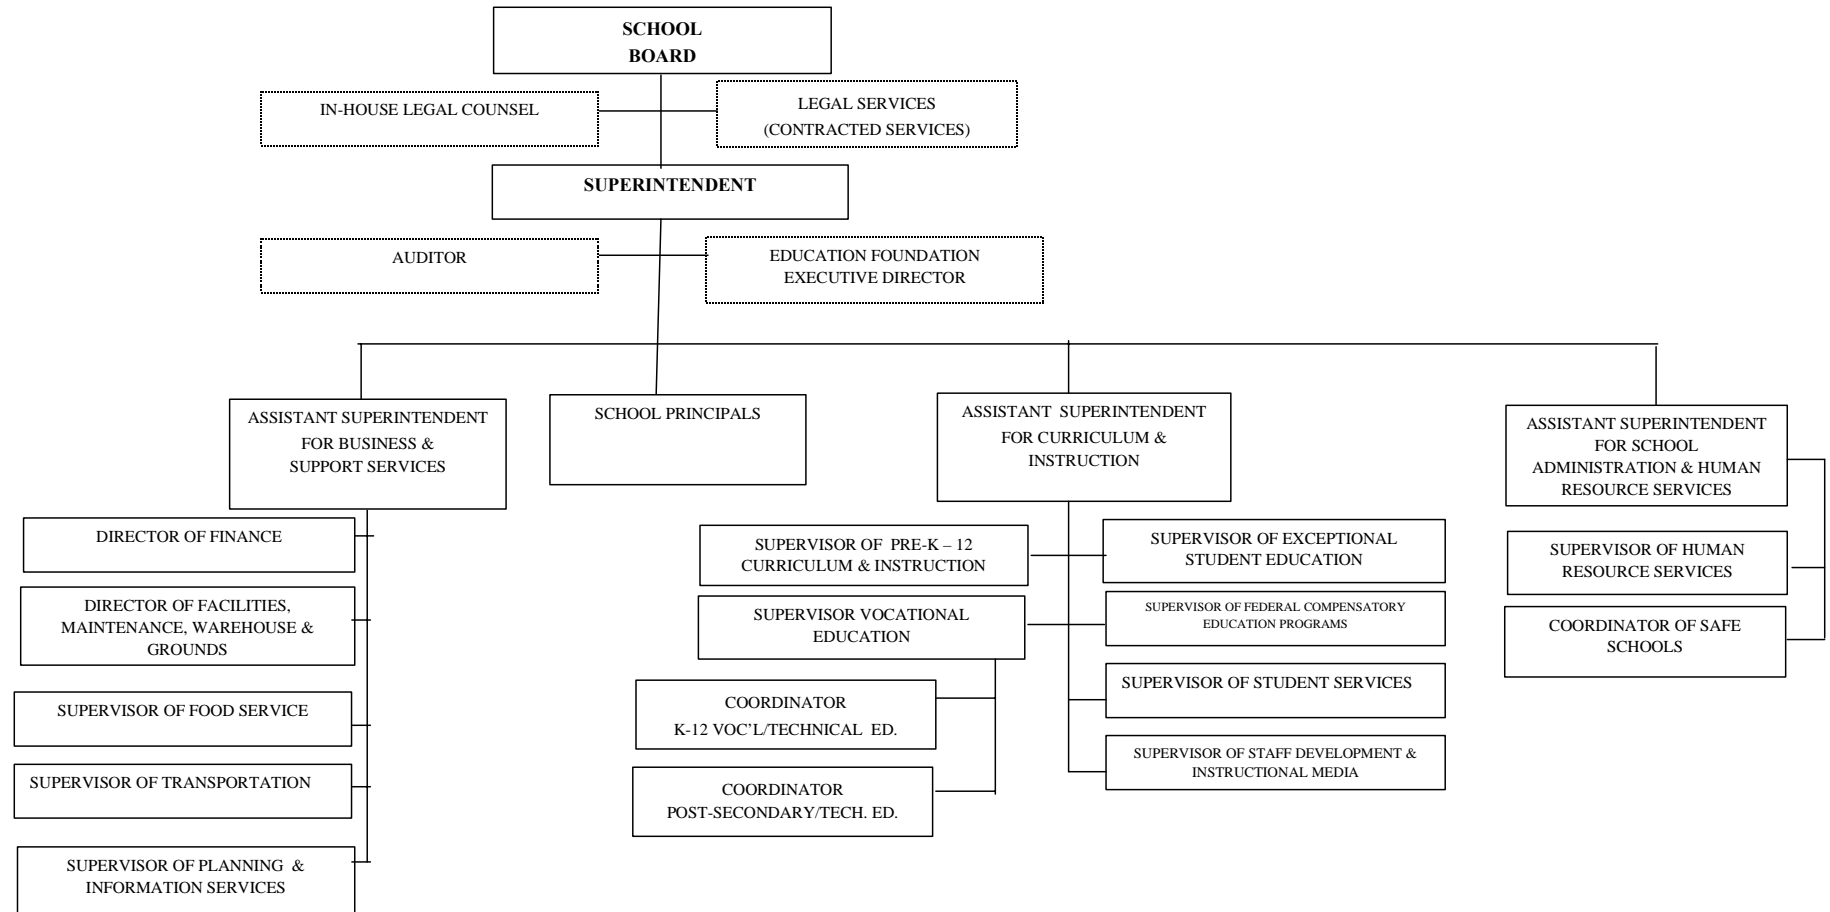 SCHOOL
BOARD
IN-HOUSE LEGAL COUNSEL
LEGAL SERVICES
(CONTRACTED SERVICES)
SUPERINTENDENT
AUDITOR
EDUCATION FOUNDATION
EXECUTIVE DIRECTOR
ASSISTANT SUPERINTENDENT
FOR BUSINESS &
SUPPORT SERVICES
SCHOOL PRINCIPALS
ASSISTANT SUPERINTENDENT
FOR CURRICULUM &
INSTRUCTION
ASSISTANT SUPERINTENDENT
FOR SCHOOL
ADMINISTRATION & HUMAN
RESOURCE SERVICES
DIRECTOR OF FINANCE
DIRECTOR OF FACILITIES,
MAINTENANCE, WAREHOUSE &
GROUNDS
SUPERVISOR OF FOOD SERVICE
SUPERVISOR OF TRANSPORTATION
SUPERVISOR OF PLANNING &
INFORMATION SERVICES
SUPERVISOR OF PRE-K – 12
CURRICULUM & INSTRUCTION
SUPERVISOR VOCATIONAL
EDUCATION
COORDINATOR
K-12 VOC’L/TECHNICAL ED.
COORDINATOR
POST-SECONDARY/TECH. ED.
SUPERVISOR OF EXCEPTIONAL
STUDENT EDUCATION
SUPERVISOR OF FEDERAL COMPENSATORY
EDUCATION PROGRAMS
SUPERVISOR OF STUDENT SERVICES
SUPERVISOR OF STAFF DEVELOPMENT &
INSTRUCTIONAL MEDIA
SUPERVISOR OF HUMAN
RESOURCE SERVICES
COORDINATOR OF SAFE
SCHOOLS